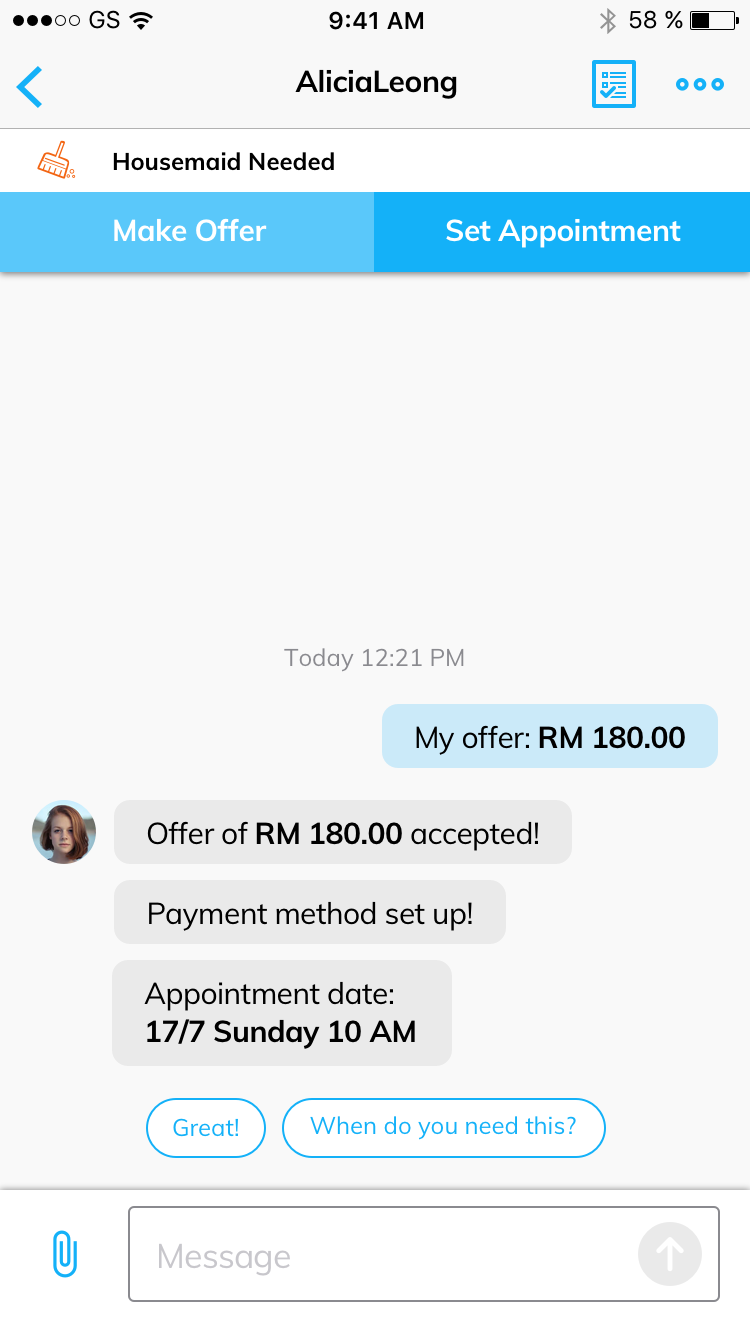 GS 9:41 AM 58 %
AliciaLeong
Housemaid Needed
Make Offer Set Appointment
Today 12:21 PM
My offer: RM 180.00
Offer of RM 180.00 accepted!
Payment method set up!
Appointment date:
17/7 Sunday 10 AM
Great! When do you need this?
Message